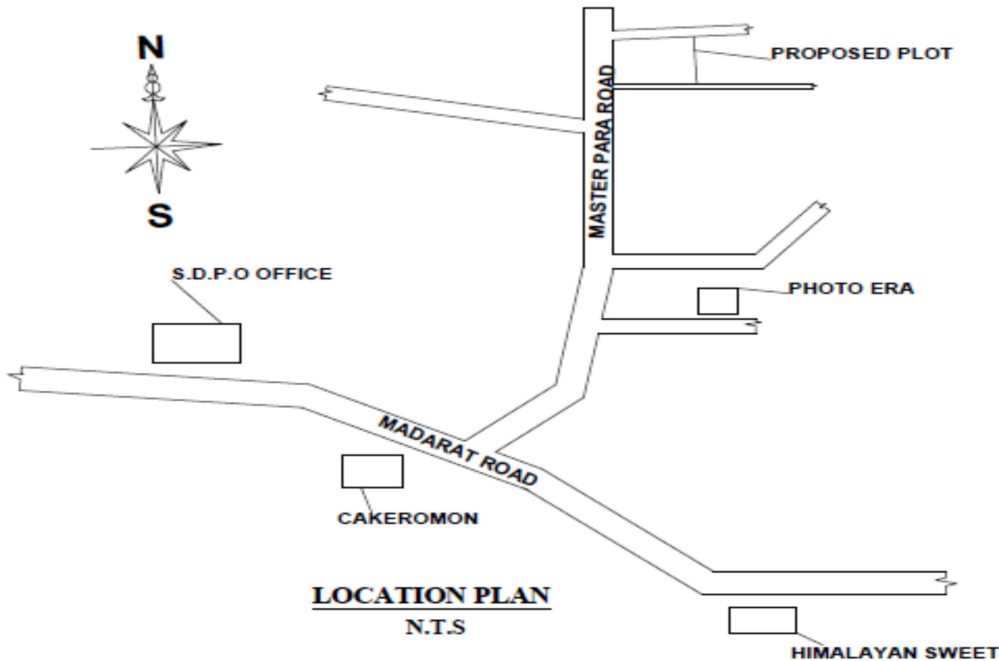 N
PROPOSED PLOT
MASTER PARA ROAD
S
S.D.P.O OFFICE
PHOTO ERA
MADARAT ROAD
CAKEROMON
LOCATION PLAN
N.T.S
HIMALAYAN SWEET